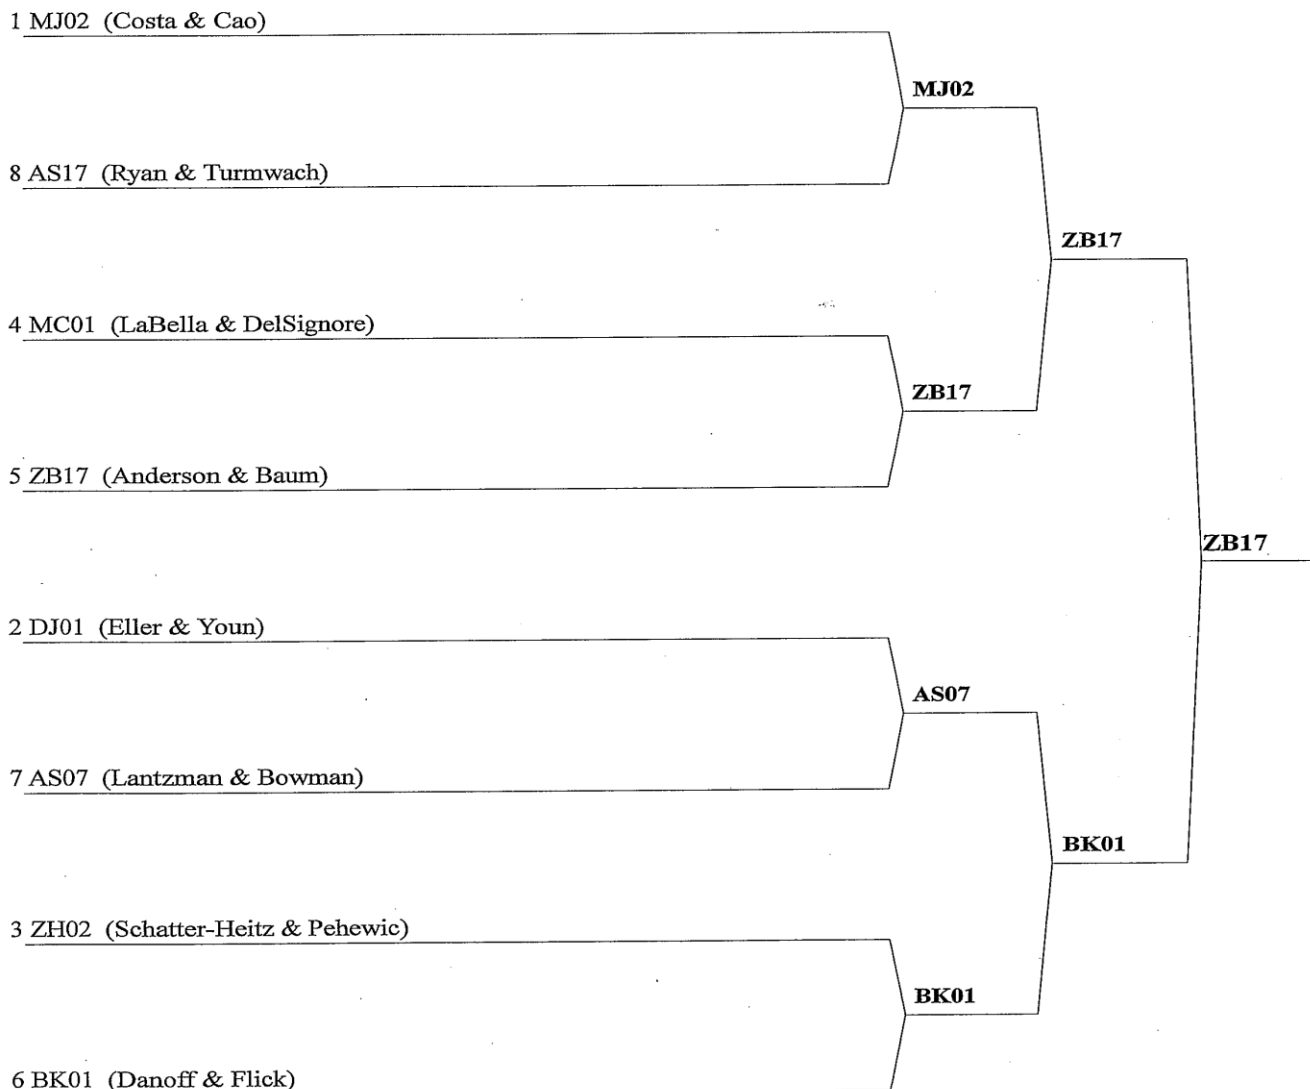 1 MJ02 (Costa & Cao)
MJ02
8 AS17 (Ryan & Turmwach)
ZB17
4 MC01 (LaBella & DelSignore)
ZB17
5 ZB17 (Anderson & Baum)
ZB17
2 DJ01 (Eller & Youn)
AS07
7 AS07 (Lantzman & Bowman)
BK01
3 ZH02 (Schatter-Heitz & Pehewic)
BK01
6 BK01 (Danoff & Flick)